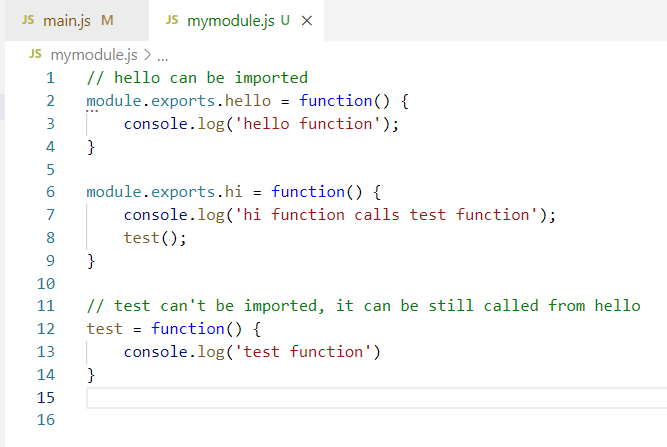 JS main.js M JS mymodule.js U ×
JS mymodule.js > ...
1 // hello can be imported
2 module.exports.hello = function() {
3 console.log('hello function');
4 }
5
6 module.exports.hi = function() {
7 console.log('hi function calls test function');
8 test();
9 }
10
11 // test can't be imported, it can be still called from hello
12 test = function() {
13 console.log('test function')
14 }
15
16